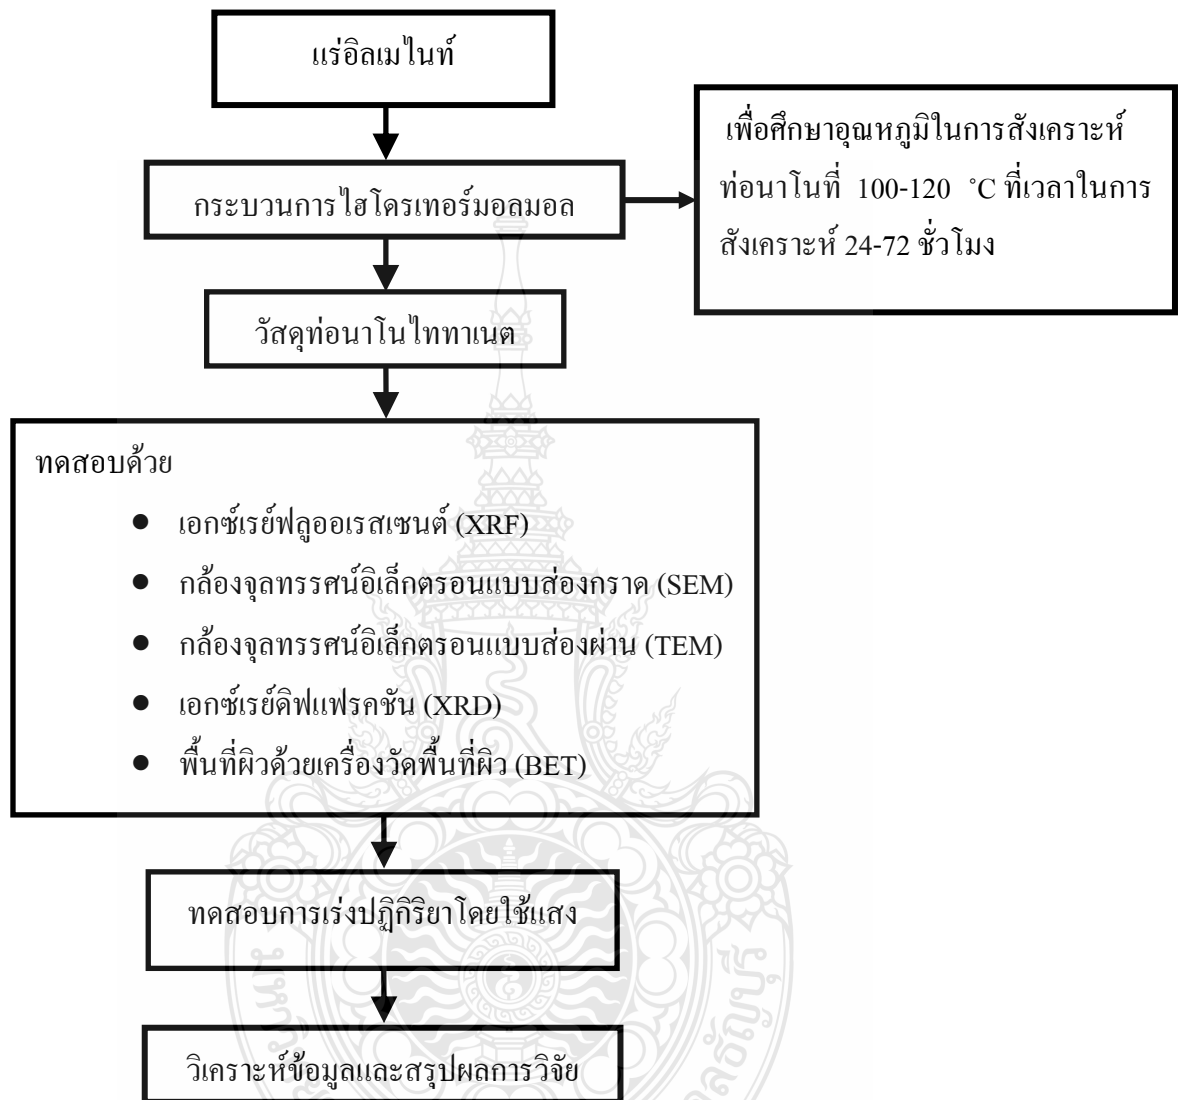 แร่อิลเมไนท์
กระบวนการไฮโดรเทอร์มอลมอล
เพื่อศึกษาอุณหภูมิในการสังเคราะห์
ท่อนาโนที่ 100-120 °C ที่เวลาในการ
สังเคราะห์ 24-72 ชั่วโมง
วัสดุท่อนาโนไททาเนต
ทดสอบด้วย
● เอกซ์เรย์ฟลูออเรสเซนต์ (XRF)
● กล้องจุลทรรศน์อิเล็กตรอนแบบส่องกราด (SEM)
● กล้องจุลทรรศน์อิเล็กตรอนแบบส่องผ่าน (TEM)
● เอกซ์เรย์ดิฟแฟรคชัน (XRD)
● พื้นที่ผิวด้วยเครื่องวัดพื้นที่ผิว (BET)
ทดสอบการเร่งปฏิกิริยาโดยใช้แสง
วิเคราะห์ข้อมูลและสรุปผลการวิจัย